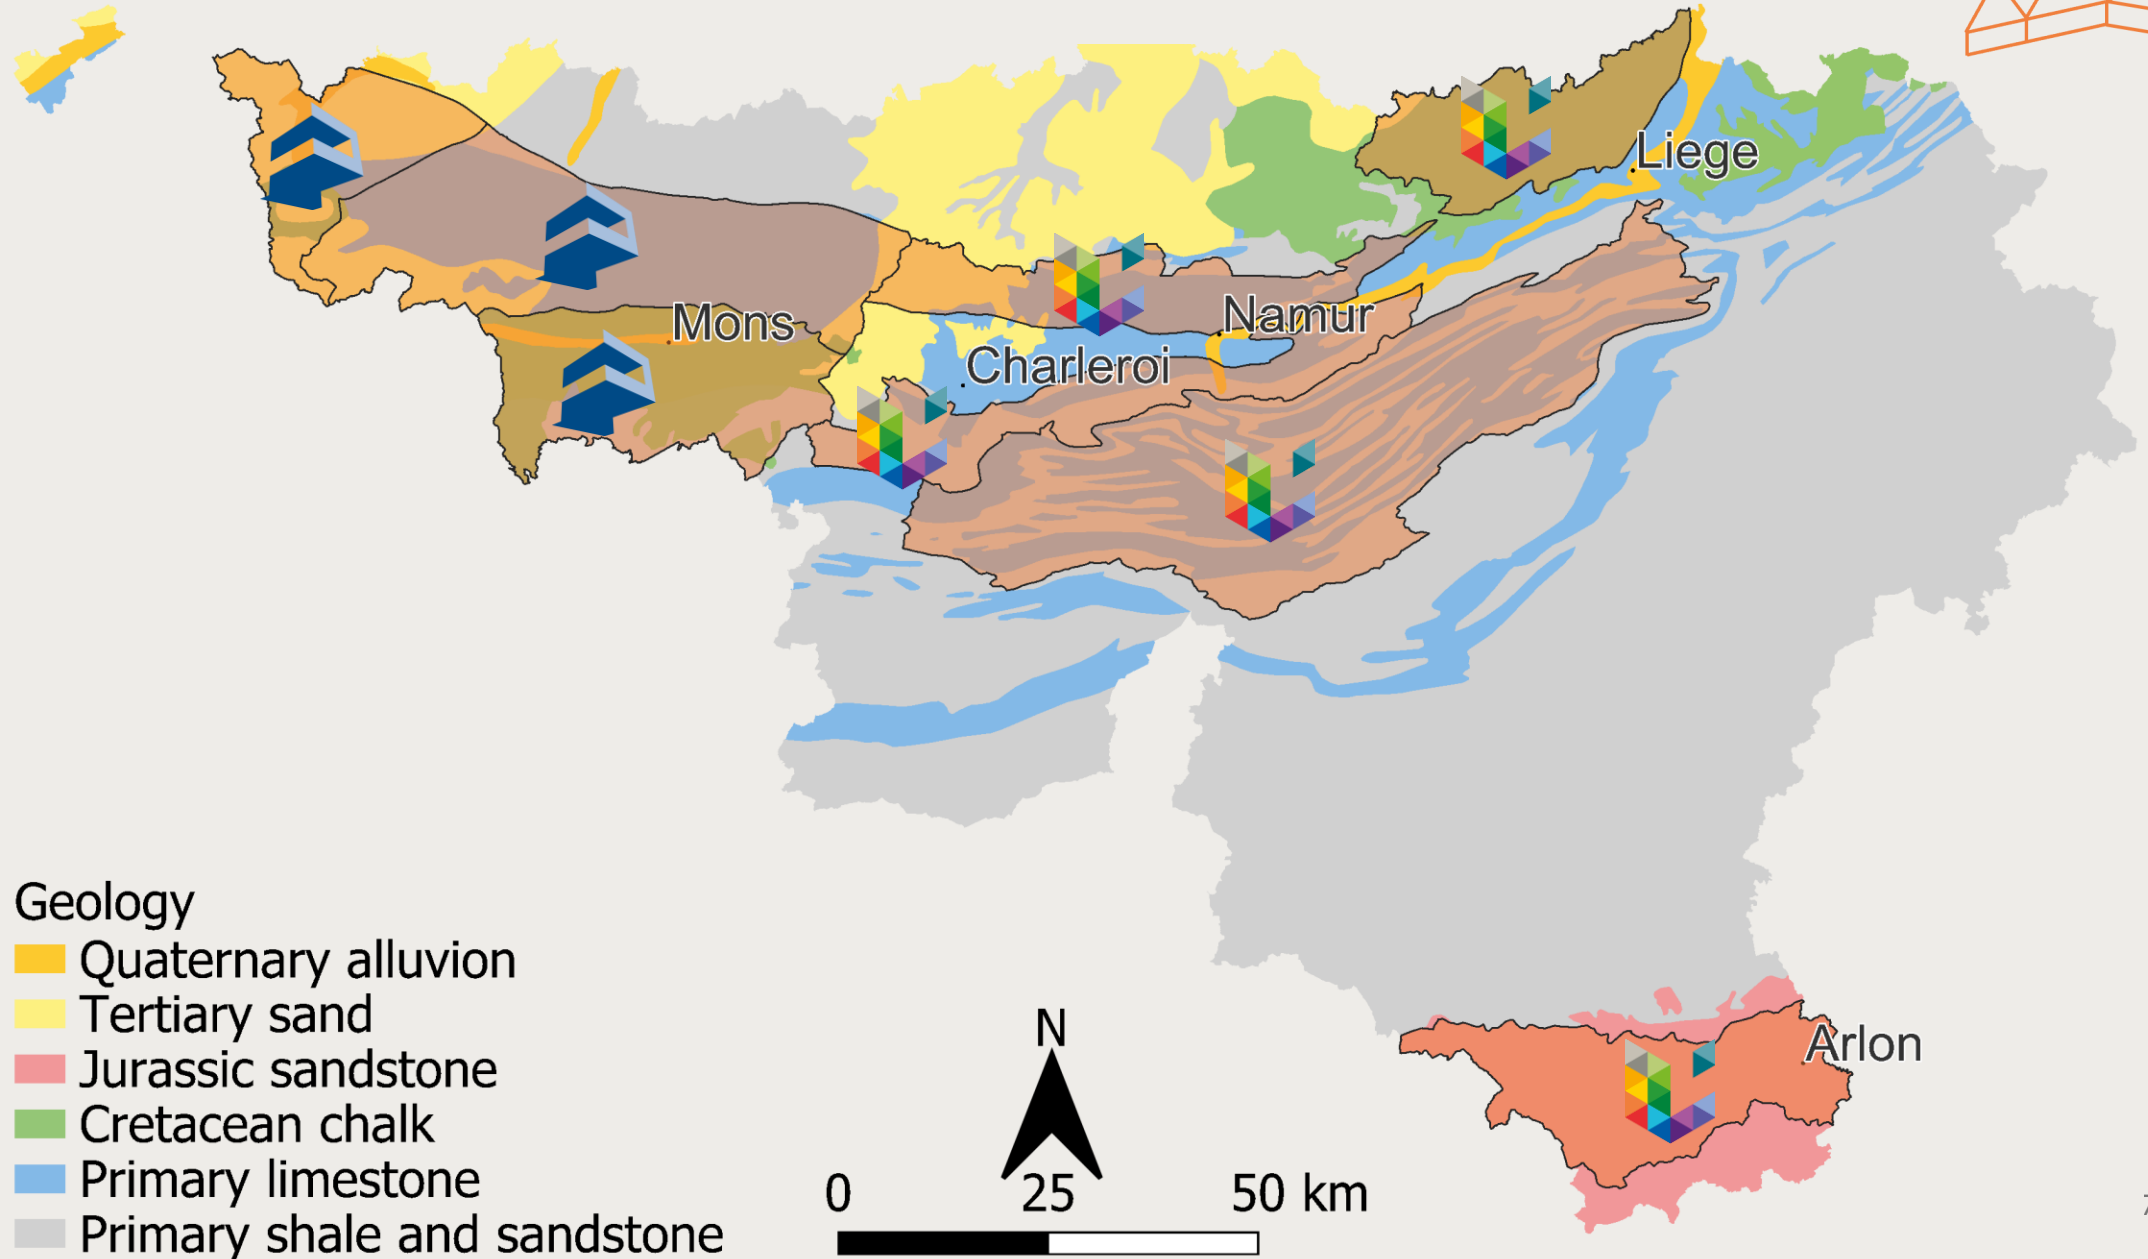 Liege
Mons
Namur
Charleroi
Arlon
Geology
Quaternary alluvion
Tertiary sand
Jurassic sandstone
Cretacean chalk
Primary limestone
Primary shale and sandstone
N
0 25 50 km